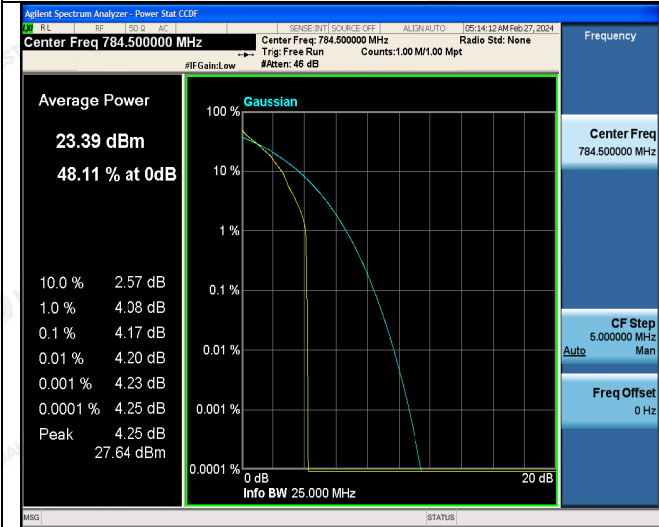 Agilent Spectrum Analyzer - Power Stat CCDF
RL RF 50 Ω AC SENSE:INT SOURCE OFF ALIGN AUTO 05:14:12 AM Feb 27, 2024
Center Freq 784.500000 MHz
Center Freq: 784.500000 MHz Radio Std: None
Trig: Free Run Counts:1.00 M/1.00 Mpt
#IFGain:Low #Atten: 46 dB
Frequency
Average Power
23.39 dBm
48.11 % at 0dB
10.0 % 2.57 dB
1.0 % 4.08 dB
0.1 % 4.17 dB
0.01 % 4.20 dB
0.001 % 4.23 dB
0.0001 % 4.25 dB
Peak 4.25 dB
27.64 dBm
Gaussian
100 %
10 %
1 %
0.1 %
0.01 %
0.001 %
0.0001 %
0 dB 20 dB
Info BW 25.000 MHz
Center Freq
784.500000 MHz
CF Step
5.000000 MHz
Auto Man
Freq Offset
0 Hz
MSG STATUS